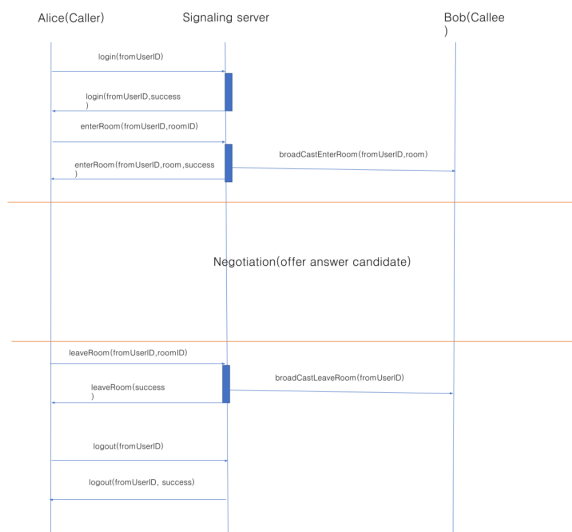 Alice(Caller)
Signaling server
Bob(Callee
)
login(fromUserID)
login(fromUserID,success
)
enterRoom(fromUserID,roomID)
broadCastEnterRoom(fromUserID,room)
enterRoom(fromUserID,room,success
)
Negotiation(offer answer candidate)
leaveRoom(fromUserID,roomID)
broadCastLeaveRoom(fromUserID)
leaveRoom(success
)
logout(fromUserID)
logout(fromUserID, success)